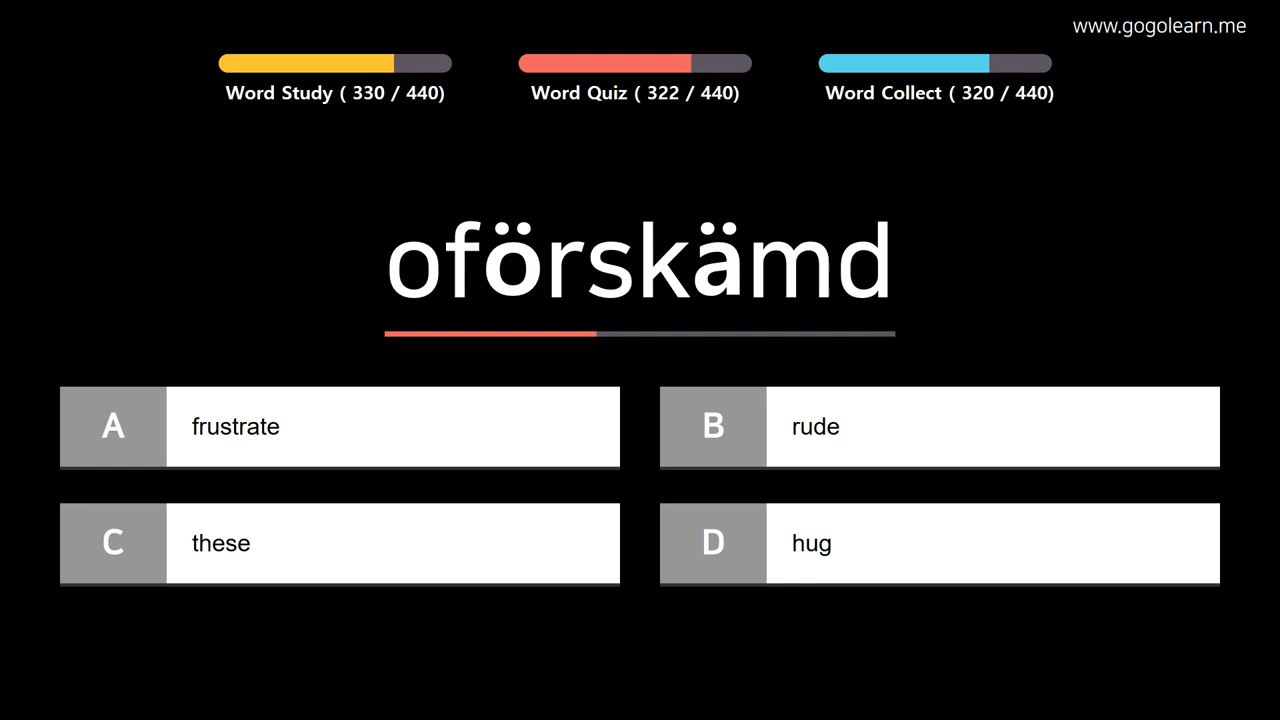 www.gogolearn.me
Word Study ( 330 / 440)
Word Quiz ( 322 / 440)
Word Collect ( 320 / 440)
oförskämd
A frustrate
B rude
C these
D hug